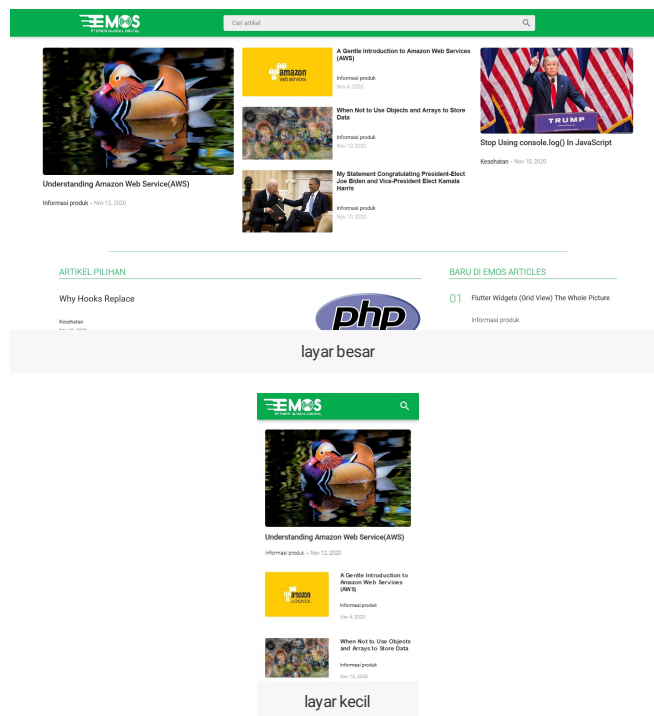 EMOS
PT EMOS GLOBAL DIGITAL
Cari artikel
Understanding Amazon Web Service(AWS)
Informasi produk - Nov 12, 2020
amazon
web services
A Gentle Introduction to Amazon Web Services
(AWS)
Informasi produk
Nov 4, 2020
When Not to Use Objects and Arrays to Store
Data
Informasi produk
Nov 10, 2020
My Statement Congratulating President-Elect
Joe Biden and Vice-President Elect Kamala
Harris
Informasi produk
Nov 10, 2020
TRUMP
Stop Using console.log() In JavaScript
Kesehatan - Nov 10, 2020
ARTIKEL PILIHAN
Why Hooks Replace
Kesehatan
php
BARU DI EMOS ARTICLES
01 Flutter Widgets (Grid View) The Whole Picture
Informasi produk
layar besar
EMOS
PT EMOS GLOBAL DIGITAL
Understanding Amazon Web Service(AWS)
Informasi produk - Nov 12, 2020
amazon
A Gentle Introduction to
Amazon Web Services
(AWS)
Informasi produk
Nov 4, 2020
When Not to Use Objects
and Arrays to Store Data
Informasi produk
Nov 10, 2020
layar kecil